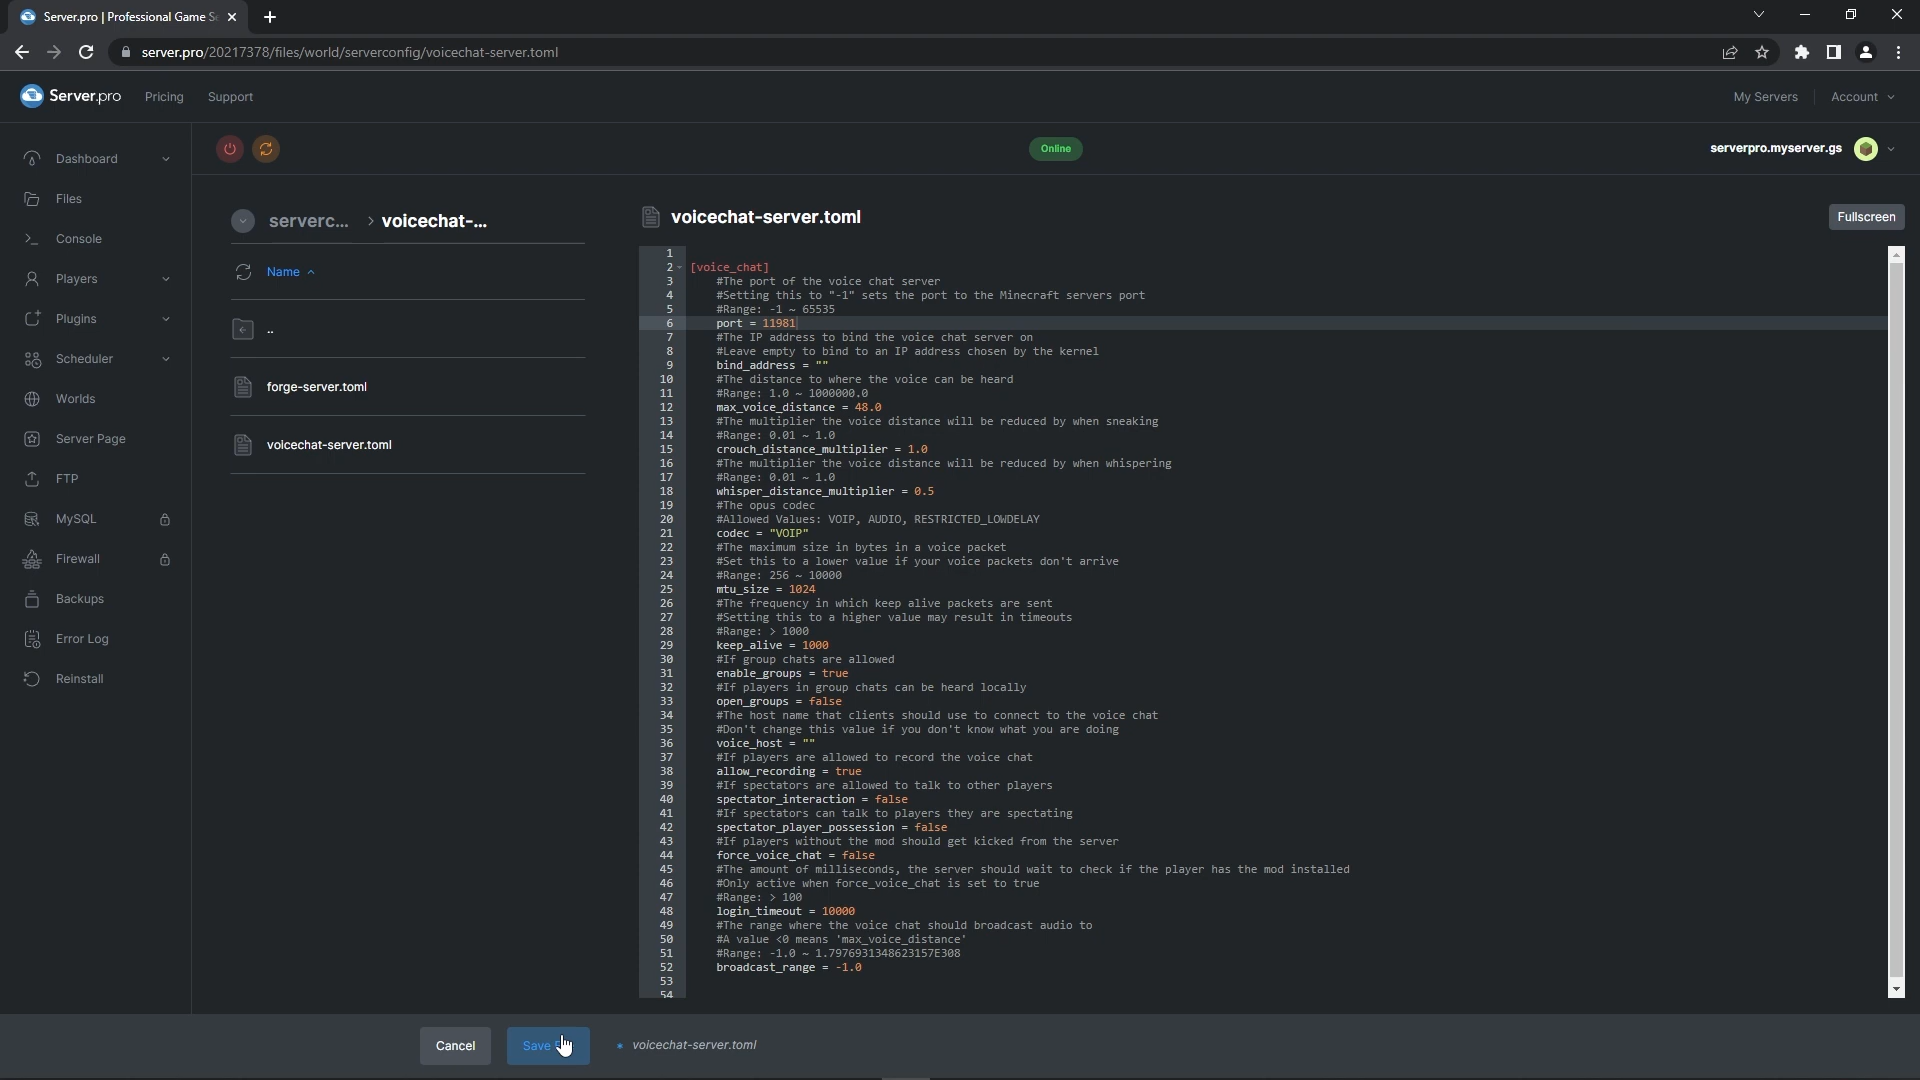 Server.pro | Professional Game S
server.pro/20217378/files/world/serverconfig/voicechat-server.toml
Server.pro
Pricing
Support
My Servers
Account
Dashboard
Files
Console
Players
Plugins
Scheduler
Worlds
Server Page
FTP
MySQL
Firewall
Backups
Error Log
Reinstall
Online
serverpro.myserver.gs
serverc... > voicechat-...
Name
..
forge-server.toml
voicechat-server.toml
voicechat-server.toml
Fullscreen
1
2 [voice_chat]
3 #The port of the voice chat server
4 #Setting this to "-1" sets the port to the Minecraft servers port
5 #Range: -1 ~ 65535
6 port = 11981
7 #The IP address to bind the voice chat server on
8 #Leave empty to bind to an IP address chosen by the kernel
9 bind_address = ""
10 #The distance to where the voice can be heard
11 #Range: 1.0 ~ 1000000.0
12 max_voice_distance = 48.0
13 #The multiplier the voice distance will be reduced by when sneaking
14 #Range: 0.01 ~ 1.0
15 crouch_distance_multiplier = 1.0
16 #The multiplier the voice distance will be reduced by when whispering
17 #Range: 0.01 ~ 1.0
18 whisper_distance_multiplier = 0.5
19 #The opus codec
20 #Allowed Values: VOIP, AUDIO, RESTRICTED_LOWDELAY
21 codec = "VOIP"
22 #The maximum size in bytes in a voice packet
23 #Set this to a lower value if your voice packets don't arrive
24 #Range: 256 ~ 10000
25 mtu_size = 1024
26 #The frequency in which keep alive packets are sent
27 #Setting this to a higher value may result in timeouts
28 #Range: > 1000
29 keep_alive = 1000
30 #If group chats are allowed
31 enable_groups = true
32 #If players in group chats can be heard locally
33 open_groups = false
34 #The host name that clients should use to connect to the voice chat
35 #Don't change this value if you don't know what you are doing
36 voice_host = ""
37 #If players are allowed to record the voice chat
38 allow_recording = true
39 #If spectators are allowed to talk to other players
40 spectator_interaction = false
41 #If spectators can talk to players they are spectating
42 spectator_player_possession = false
43 #If players without the mod should get kicked from the server
44 force_voice_chat = false
45 #The amount of milliseconds, the server should wait to check if the player has the mod installed
46 #Only active when force_voice_chat is set to true
47 #Range: > 100
48 login_timeout = 10000
49 #The range where the voice chat should broadcast audio to
50 #A value <0 means 'max_voice_distance'
51 #Range: -1.0 ~ 1.7976931348623157E308
52 broadcast_range = -1.0
53
54
Cancel
Save
* voicechat-server.toml